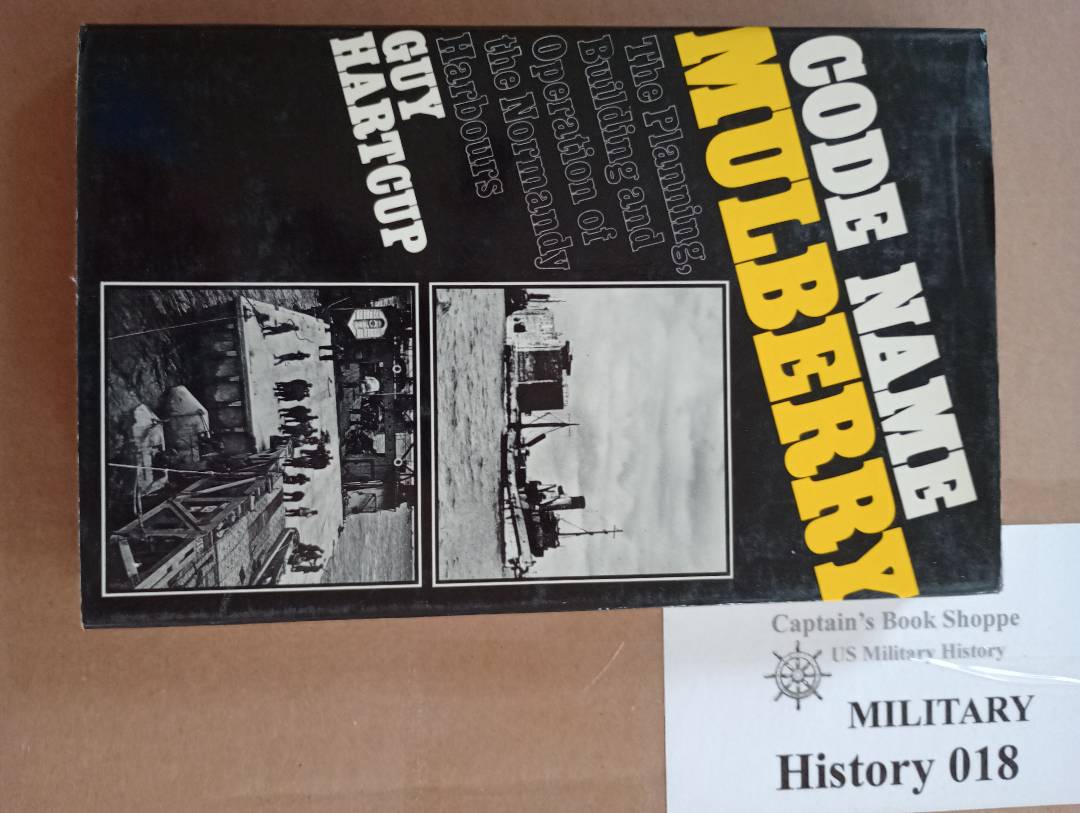 CODE NAME
MULBERRY
The Planning,
Building and
Operation of
the Normandy
Harbours
GUY
HARTCUP
Captain's Book Shoppe
US Military History
MILITARY
History 018